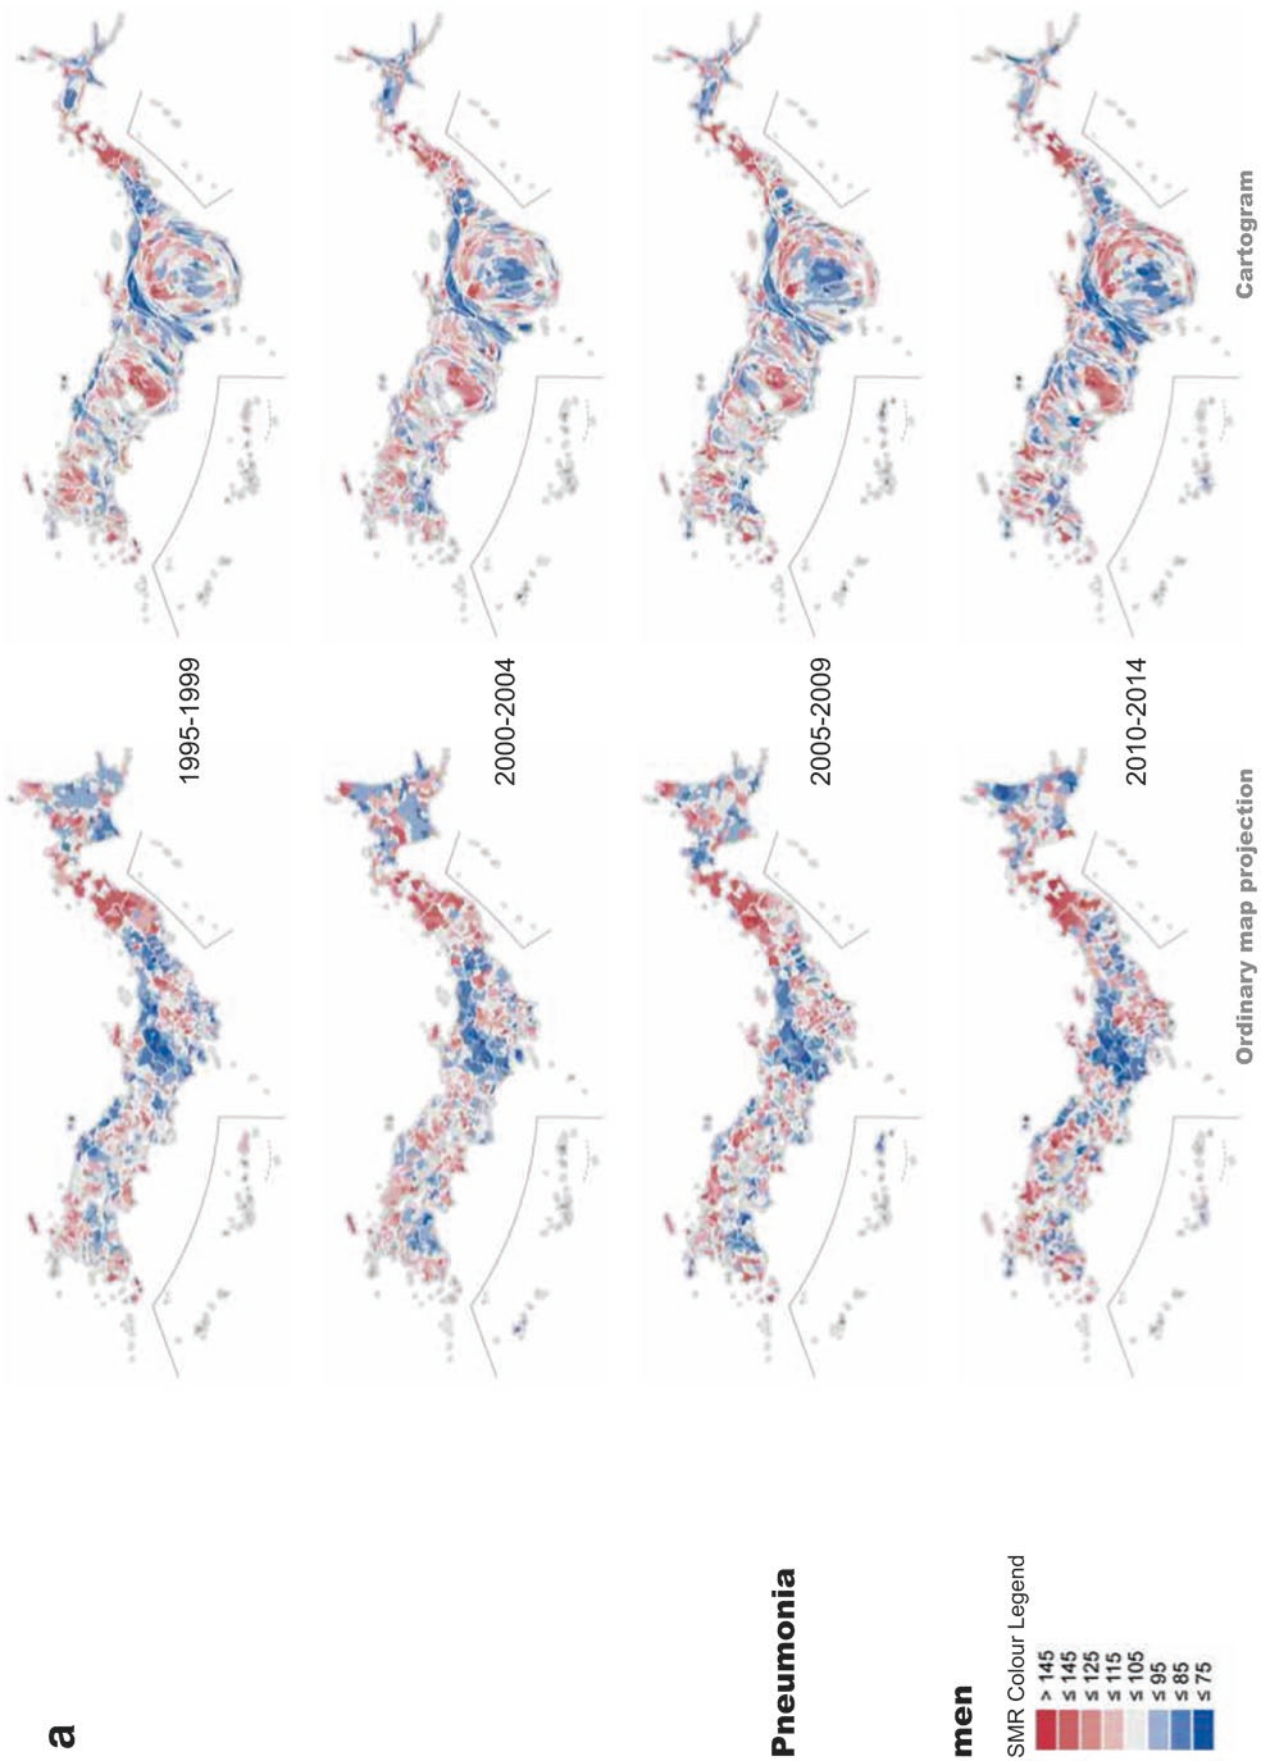 a
Pneumonia
men
SMR Colour Legend
> 145
≤ 145
≤ 125
≤ 115
≤ 105
≤ 95
≤ 85
≤ 75
1995-1999
2000-2004
2005-2009
2010-2014
Ordinary map projection
Cartogram